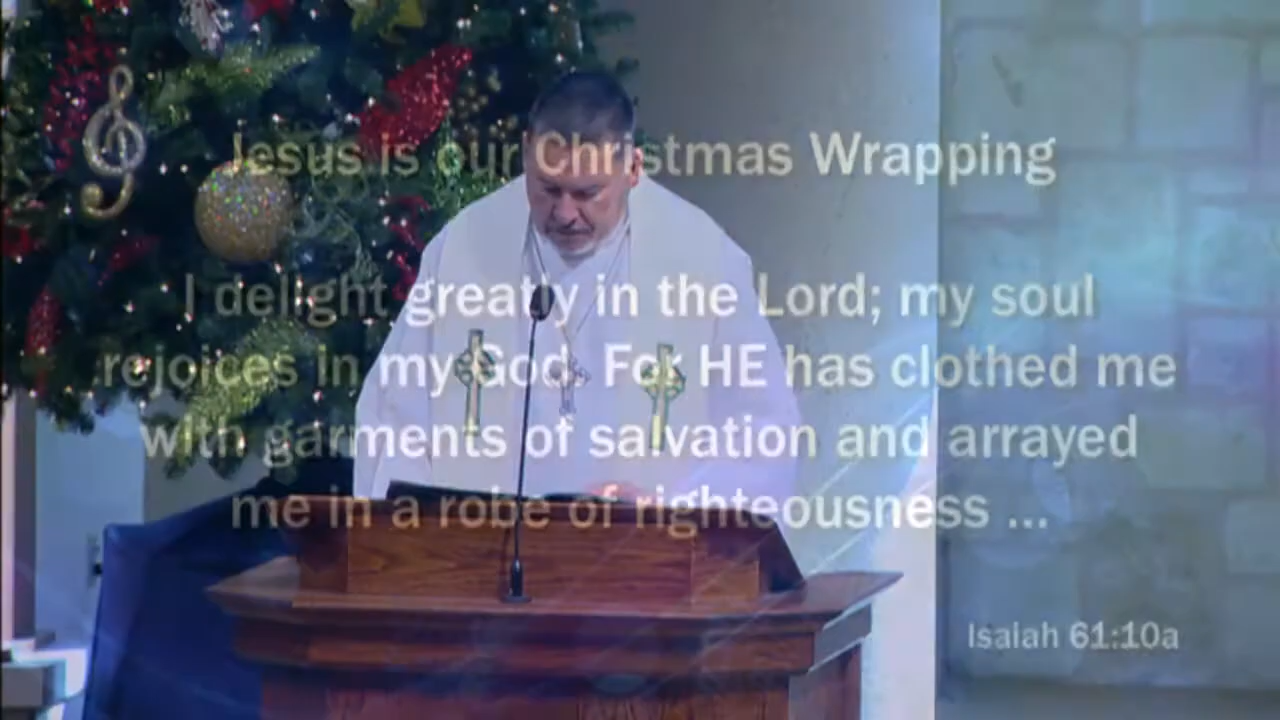 Jesus is our Christmas Wrapping
I delight greatly in the Lord; my soul
rejoices in my God. For HE has clothed me
with garments of salvation and arrayed
me in a robe of righteousness ...
Isaiah 61:10a